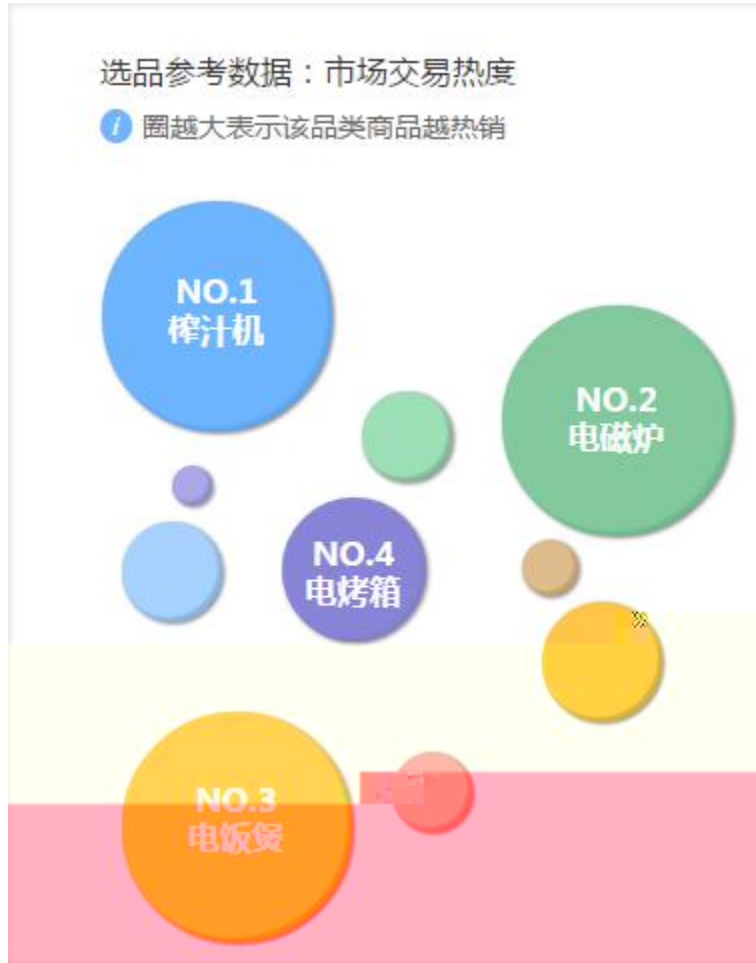 选品参考数据：市场交易热度
i 圈越大表示该品类商品越热销
NO.1
榨汁机
NO.2
电磁炉
NO.4
电烤箱
NO.3
电饭煲